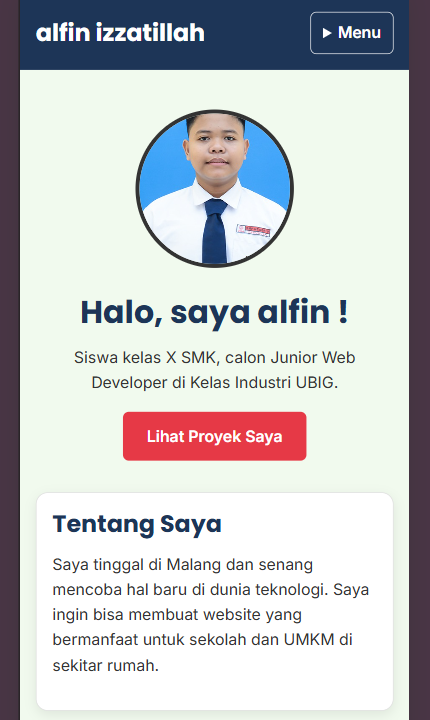 alfin izzatillah
▶ Menu
Halo, saya alfin !
Siswa kelas X SMK, calon Junior Web
Developer di Kelas Industri UBIG.
Lihat Proyek Saya
Tentang Saya
Saya tinggal di Malang dan senang
mencoba hal baru di dunia teknologi. Saya
ingin bisa membuat website yang
bermanfaat untuk sekolah dan UMKM di
sekitar rumah.